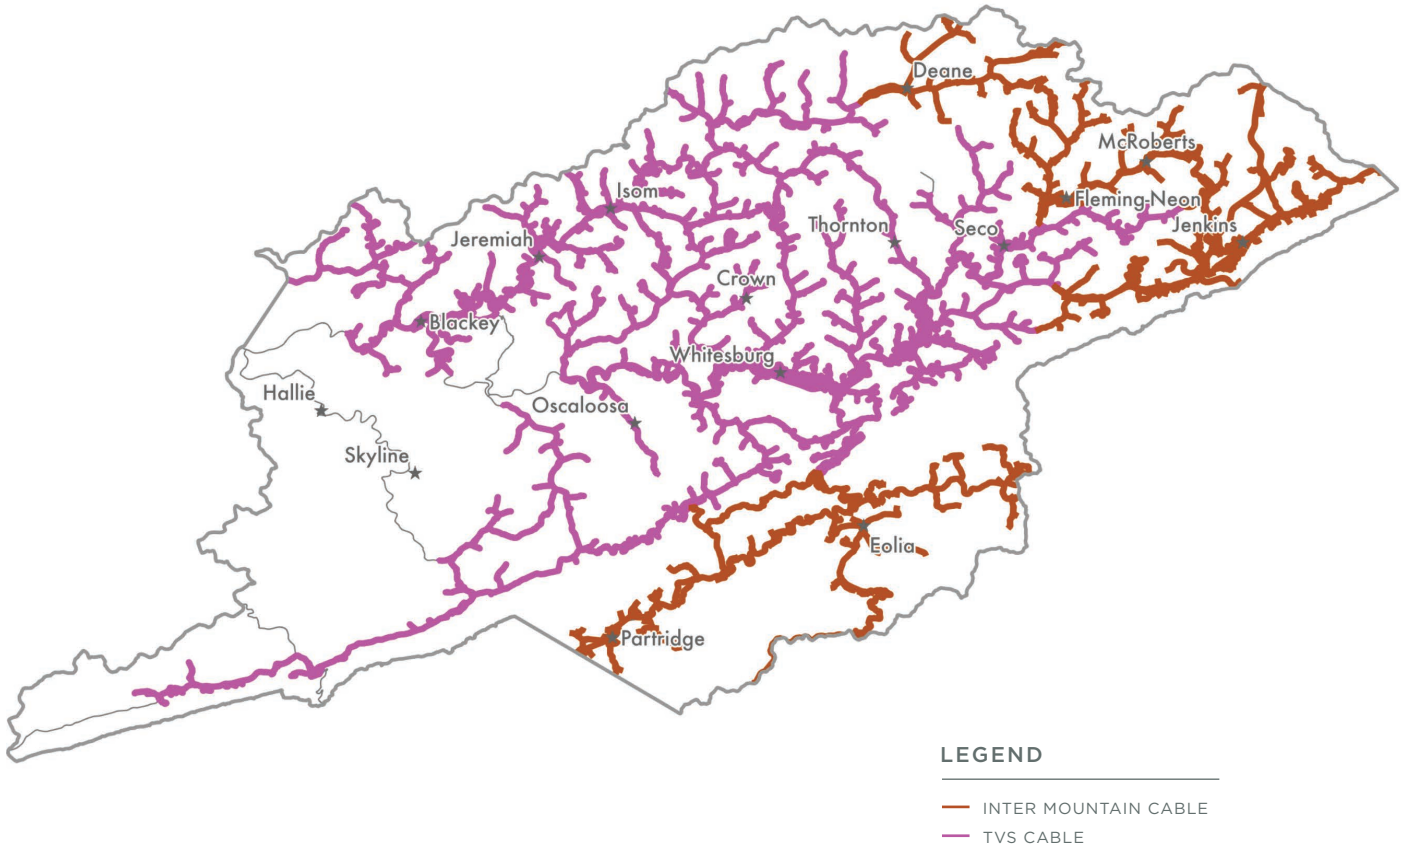 Deane
McRoberts
Isom
Fleming-Neon
Thornton
Seco
Jenkins
Jeremiah
Crown
Blackey
Whitesburg
Hallie
Oscaloosa
Skyline
Eolia
Partridge
LEGEND
INTER MOUNTAIN CABLE
TVS CABLE